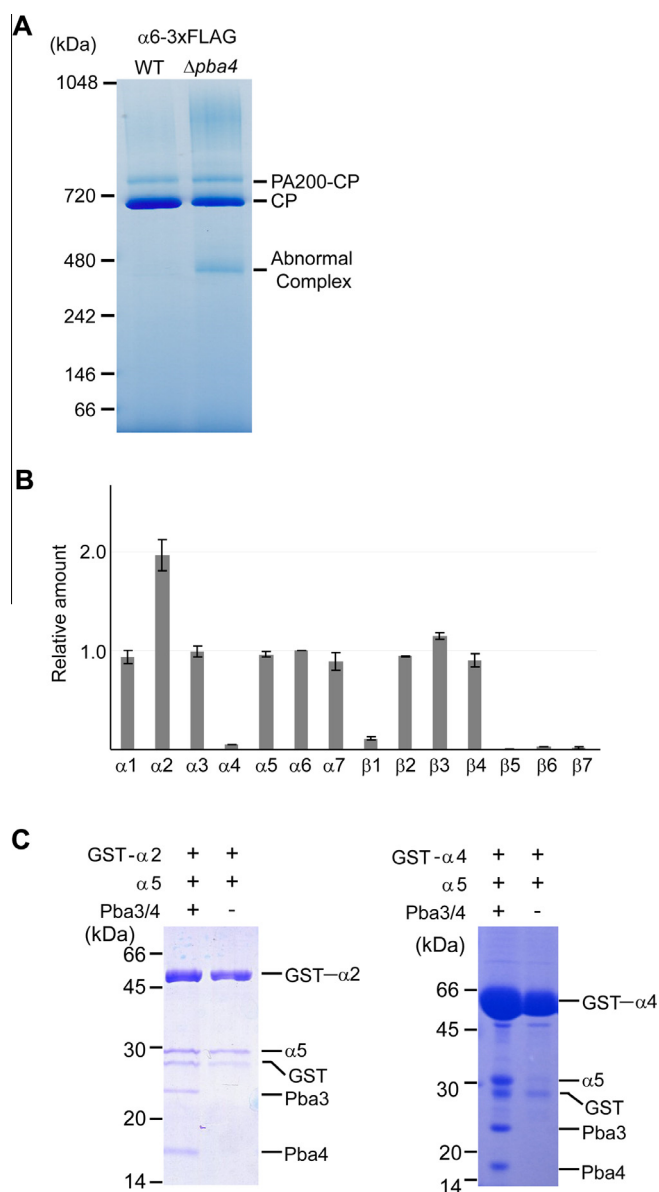 A
α6-3xFLAG
(kDa)
WT Δpba4
1048
PA200-CP
720
CP
480
Abnormal
Complex
242
146
66
B
Relative amount
2.0
1.0
α1 α2 α3 α4 α5 α6 α7 β1 β2 β3 β4 β5 β6 β7
C
GST-α2 + +
α5 + +
Pba3/4 + -
(kDa)
66
GST-α2
45
30
α5
GST
Pba3
20
Pba4
14
GST-α4 + +
α5 + +
Pba3/4 + -
(kDa)
66
GST-α4
45
α5
30
GST
Pba3
20
Pba4
14